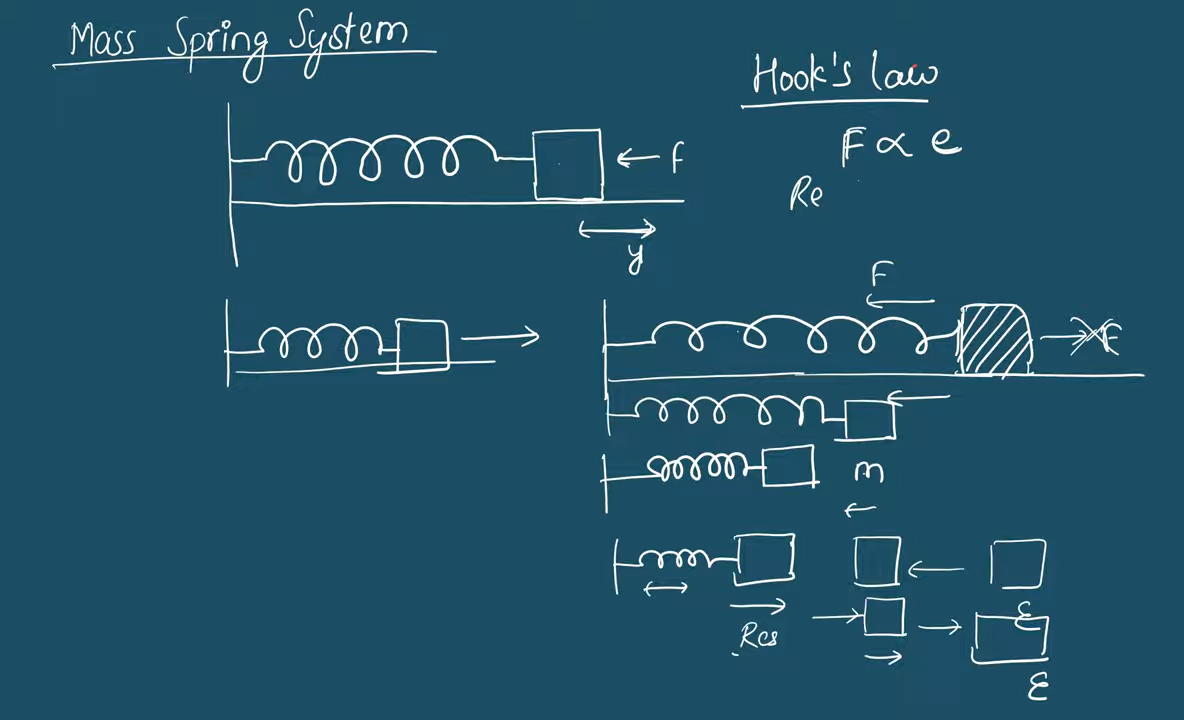 Mass Spring System
Hook's law
F ∝ e
Re
f
y
F
F
m
Res
ε
ε